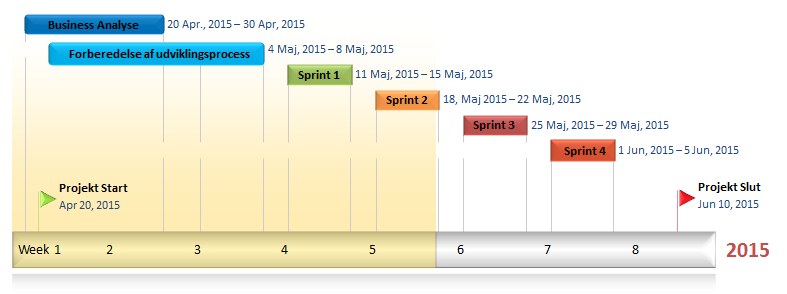 Business Analyse 20 Apr., 2015 – 30 Apr, 2015
Forberedelse af udviklingsprocess 4 Maj, 2015 – 8 Maj, 2015
Sprint 1 11 Maj, 2015 – 15 Maj, 2015
Sprint 2 18, Maj 2015 – 22 Maj, 2015
Sprint 3 25 Maj, 2015 – 29 Maj, 2015
Sprint 4 1 Jun, 2015 – 5 Jun, 2015
Projekt Start
Apr 20, 2015
Projekt Slut
Jun 10, 2015
Week 1 2 3 4 5 6 7 8 2015